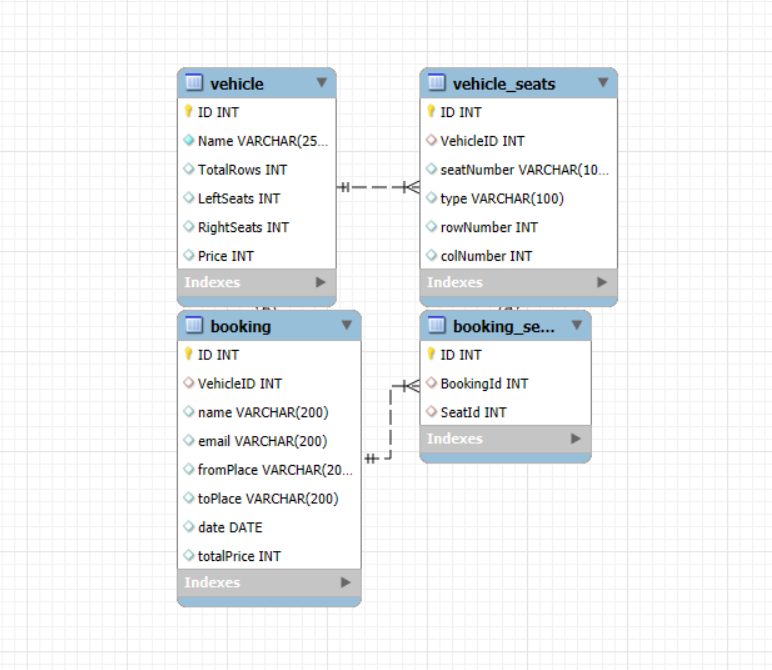 vehicle
ID INT
Name VARCHAR(25...
TotalRows INT
LeftSeats INT
RightSeats INT
Price INT
Indexes
vehicle_seats
ID INT
VehicleID INT
seatNumber VARCHAR(10...
type VARCHAR(100)
rowNumber INT
colNumber INT
Indexes
booking
ID INT
VehicleID INT
name VARCHAR(200)
email VARCHAR(200)
fromPlace VARCHAR(20...
toPlace VARCHAR(200)
date DATE
totalPrice INT
Indexes
booking_se...
ID INT
BookingId INT
SeatId INT
Indexes